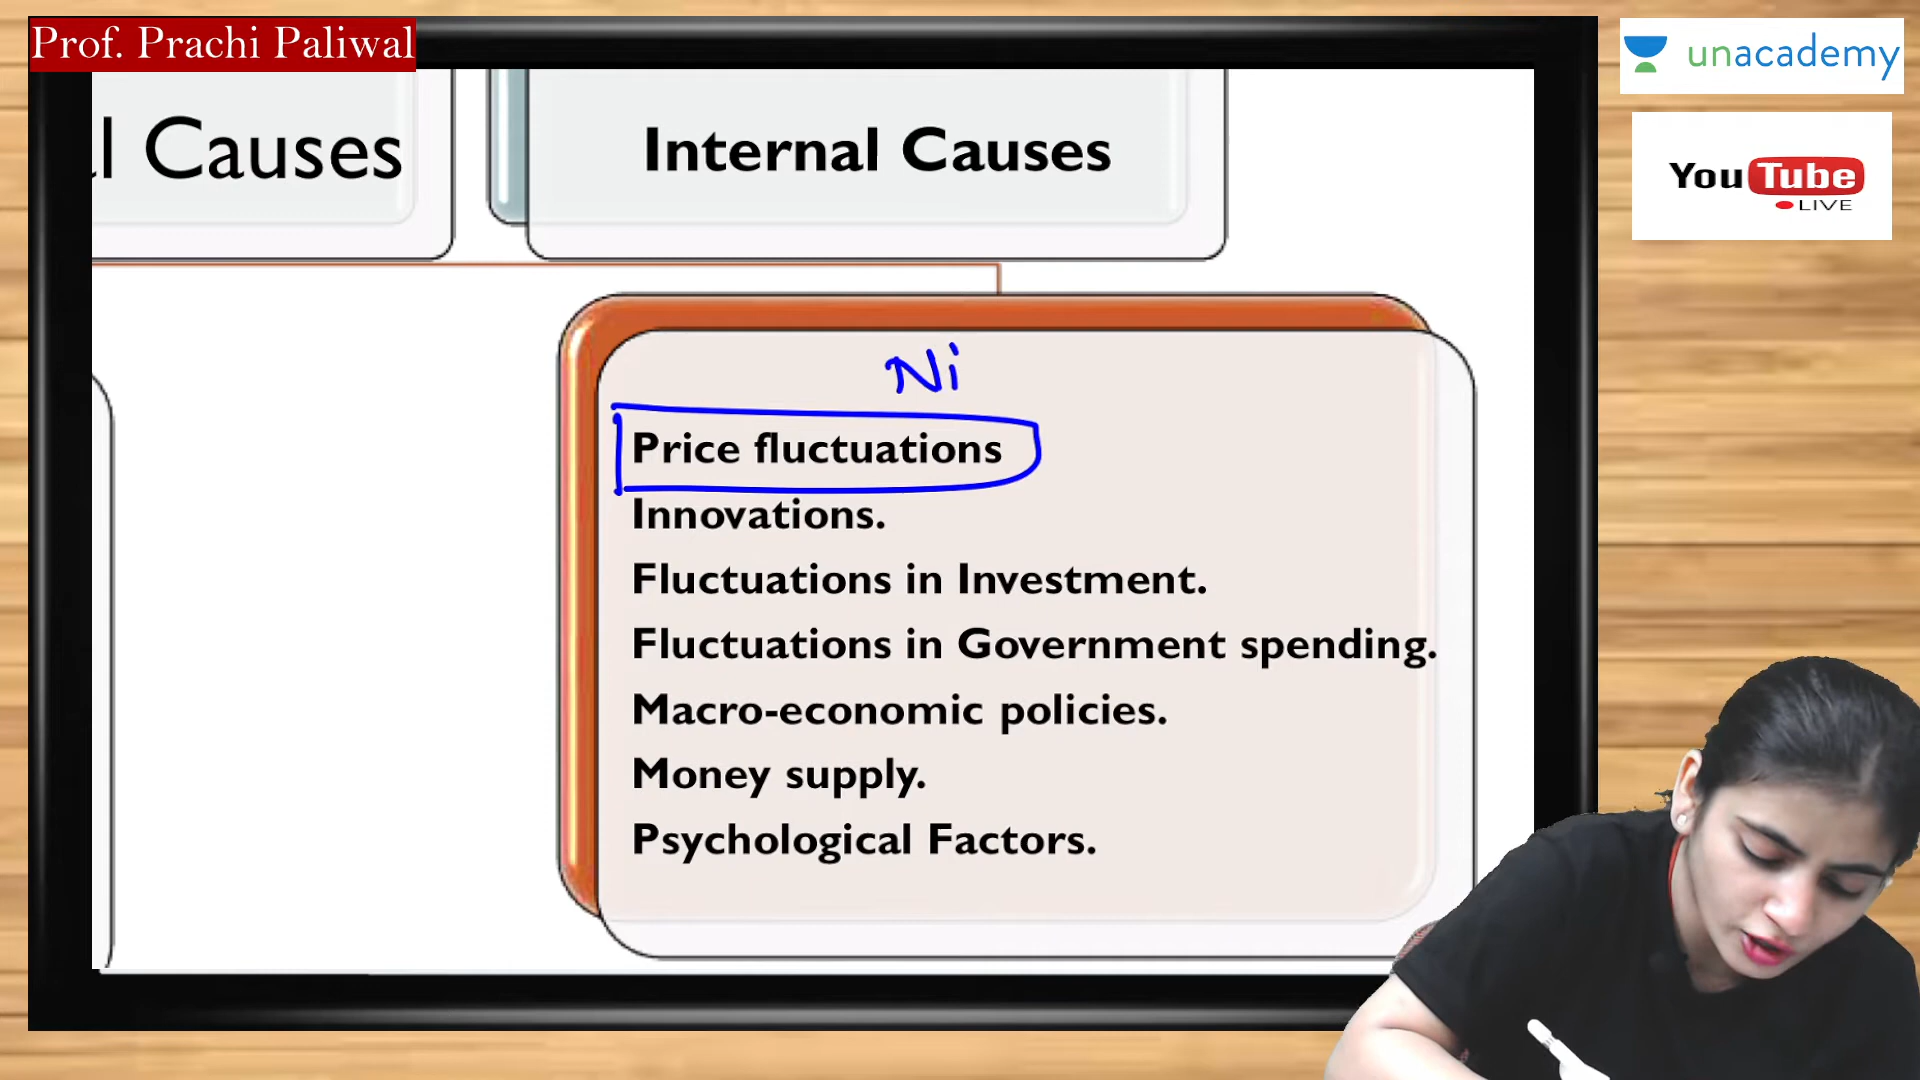 Prof. Prachi Paliwal
unacademy
YouTube
LIVE
l Causes
Internal Causes
Ni
Price fluctuations
Innovations.
Fluctuations in Investment.
Fluctuations in Government spending.
Macro-economic policies.
Money supply.
Psychological Factors.